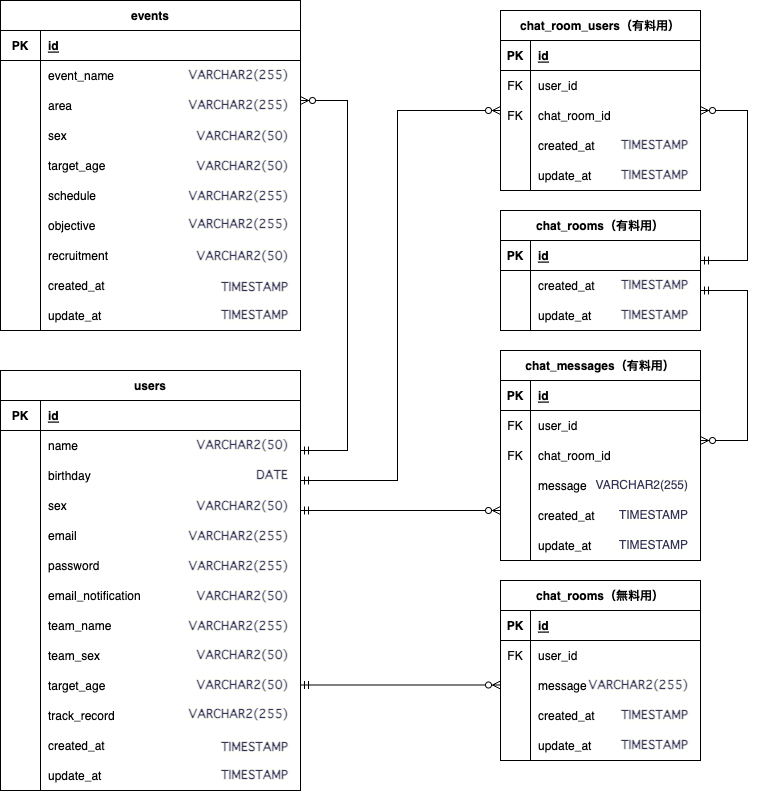 events
PK id
event_name VARCHAR2(255)
area VARCHAR2(255)
sex VARCHAR2(50)
target_age VARCHAR2(50)
schedule VARCHAR2(255)
objective VARCHAR2(255)
recruitment VARCHAR2(50)
created_at TIMESTAMP
update_at TIMESTAMP
users
PK id
name VARCHAR2(50)
birthday DATE
sex VARCHAR2(50)
email VARCHAR2(255)
password VARCHAR2(255)
email_notification VARCHAR2(50)
team_name VARCHAR2(255)
team_sex VARCHAR2(50)
target_age VARCHAR2(50)
track_record VARCHAR2(255)
created_at TIMESTAMP
update_at TIMESTAMP
chat_room_users（有料用）
PK id
FK user_id
FK chat_room_id
created_at TIMESTAMP
update_at TIMESTAMP
chat_rooms（有料用）
PK id
created_at TIMESTAMP
update_at TIMESTAMP
chat_messages（有料用）
PK id
FK user_id
FK chat_room_id
message VARCHAR2(255)
created_at TIMESTAMP
update_at TIMESTAMP
chat_rooms（無料用）
PK id
FK user_id
message VARCHAR2(255)
created_at TIMESTAMP
update_at TIMESTAMP